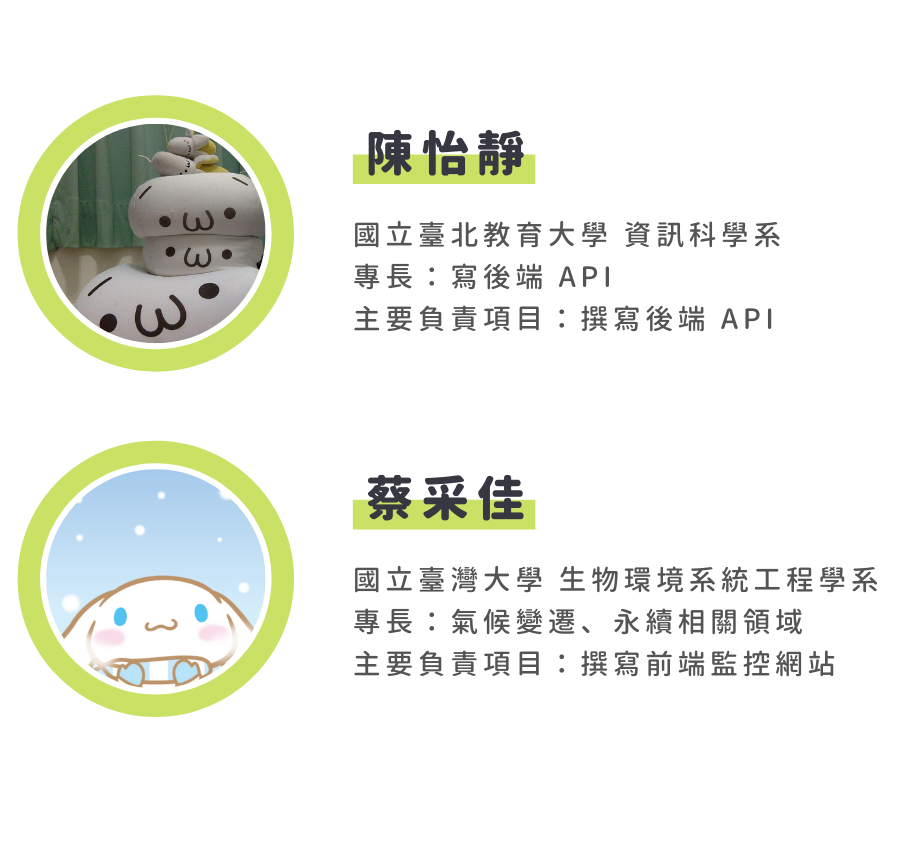 陳怡靜
國立臺北教育大學 資訊科學系
專長：寫後端 API
主要負責項目：撰寫後端 API
蔡采佳
國立臺灣大學 生物環境系統工程學系
專長：氣候變遷、永續相關領域
主要負責項目：撰寫前端監控網站